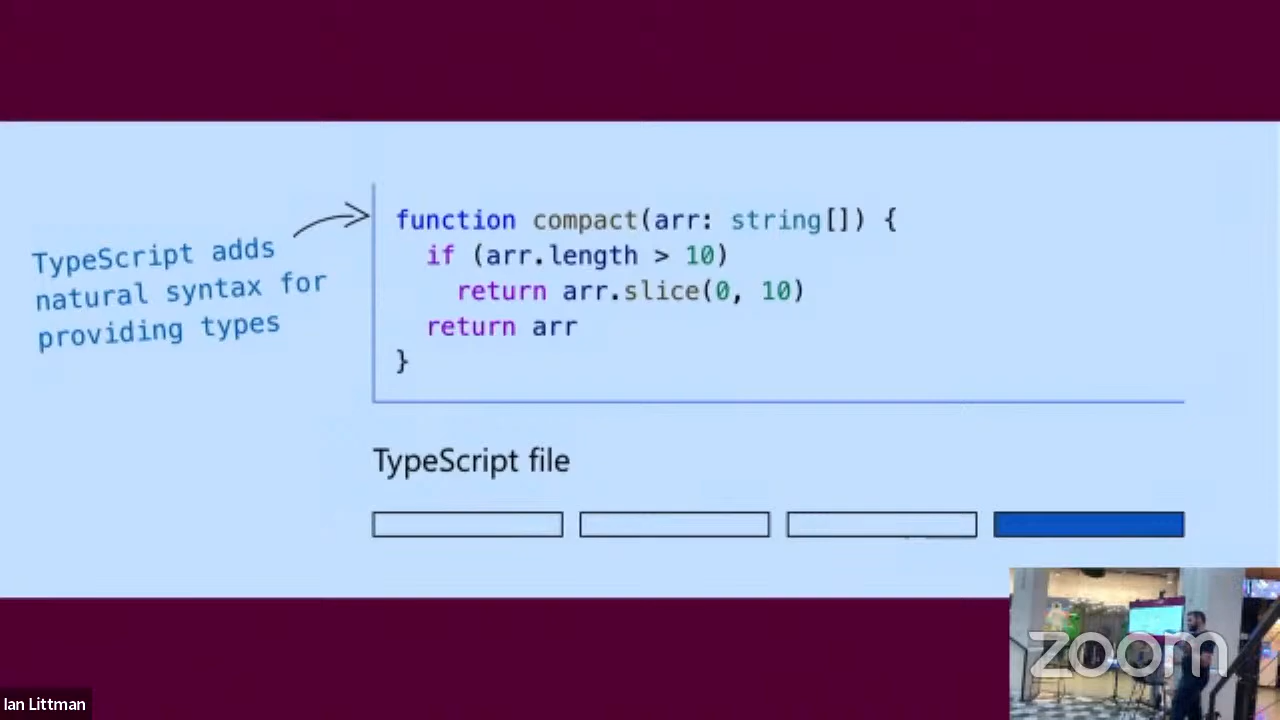 TypeScript adds
natural syntax for
providing types
function compact(arr: string[]) {
  if (arr.length > 10)
    return arr.slice(0, 10)
  return arr
}
TypeScript file
zoom
Ian Littman